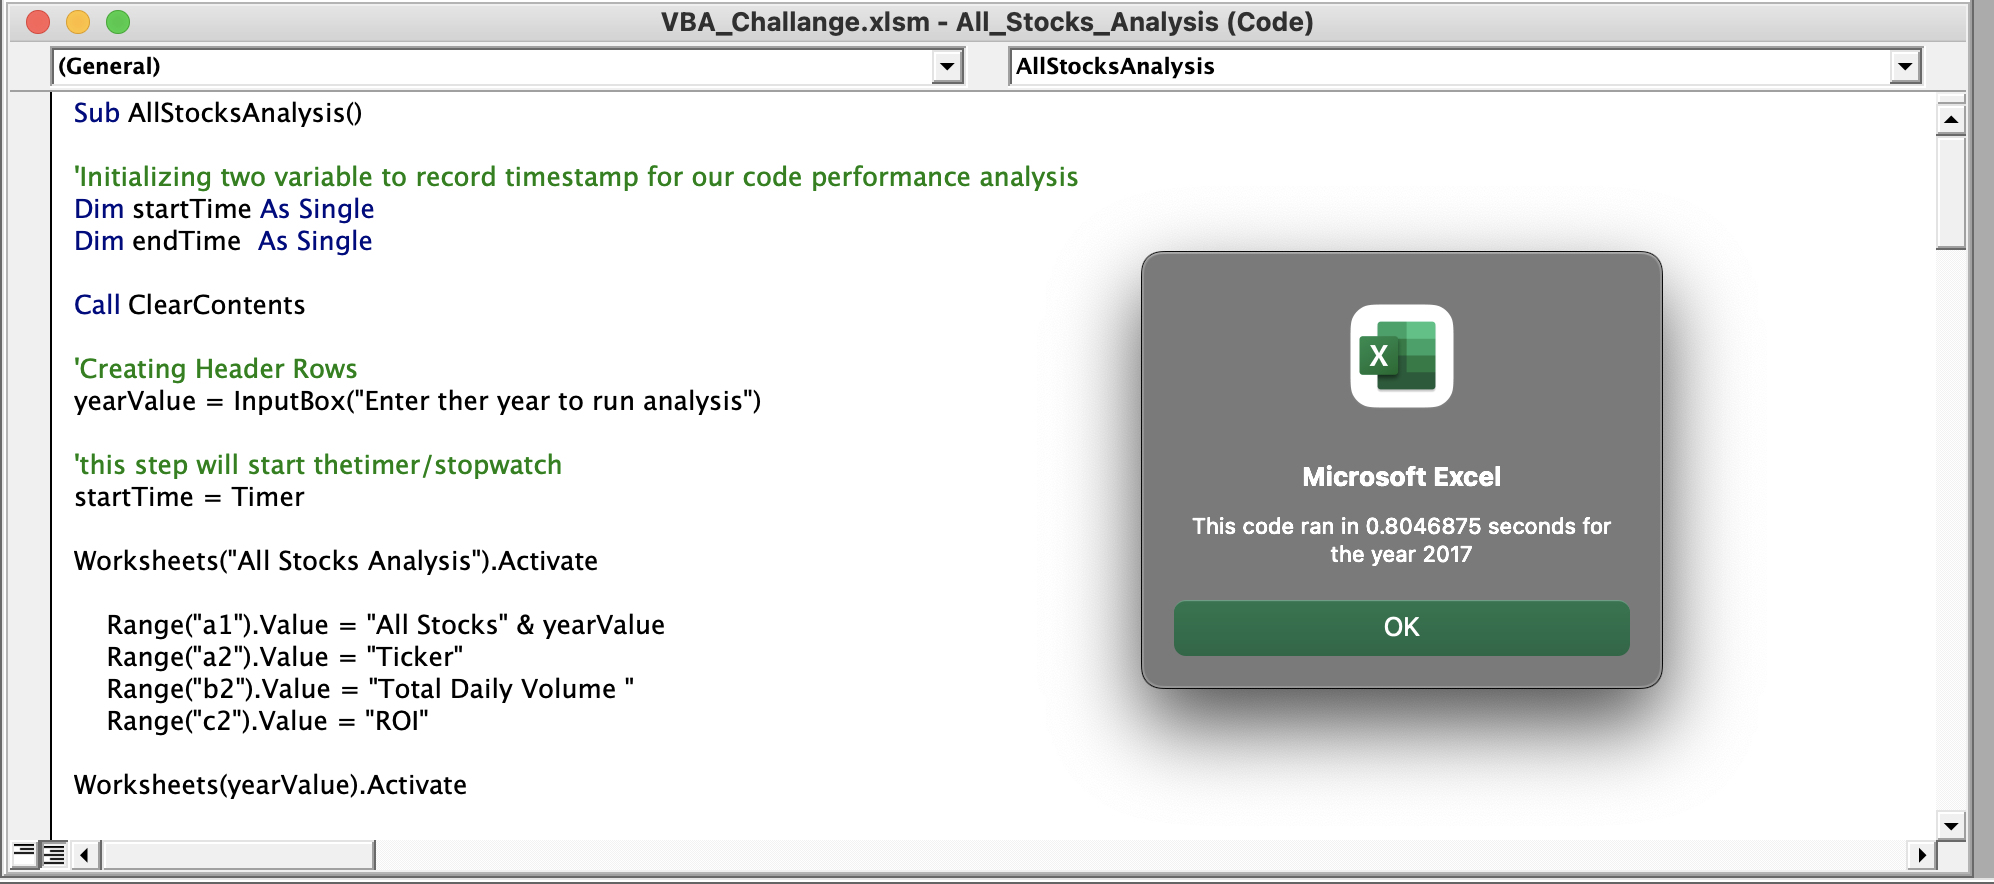 VBA_Challange.xlsm - All_Stocks_Analysis (Code)
(General)
AllStocksAnalysis
Sub AllStocksAnalysis()
'Initializing two variable to record timestamp for our code performance analysis
Dim startTime As Single
Dim endTime  As Single
Call ClearContents
'Creating Header Rows
yearValue = InputBox("Enter ther year to run analysis")
'this step will start thetimer/stopwatch
startTime = Timer
Worksheets("All Stocks Analysis").Activate
Range("a1").Value = "All Stocks" & yearValue
Range("a2").Value = "Ticker"
Range("b2").Value = "Total Daily Volume "
Range("c2").Value = "ROI"
Worksheets(yearValue).Activate
X
Microsoft Excel
This code ran in 0.8046875 seconds for
the year 2017
OK